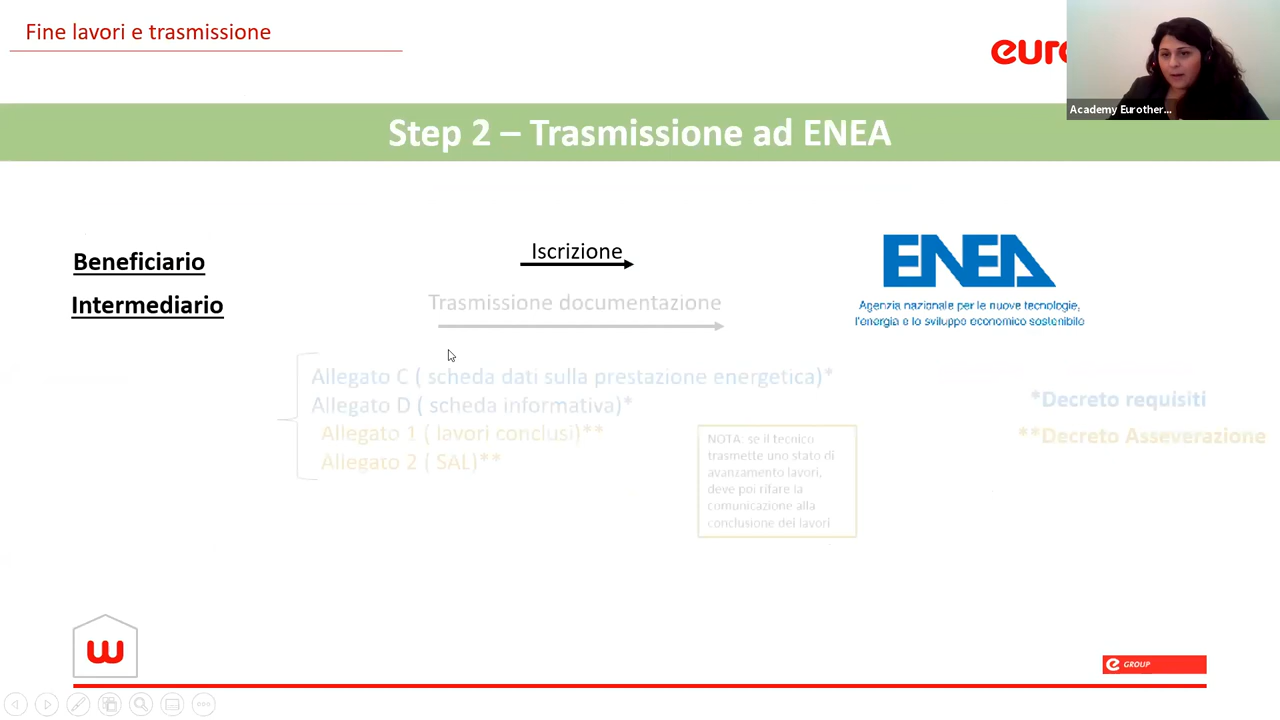 Fine lavori e trasmissione
euro
Academy Eurother...
Step 2 – Trasmissione ad ENEA
Beneficiario
Iscrizione
ENEA
Intermediario
Trasmissione documentazione
Agenzia nazionale per le nuove tecnologie,
l'energia e lo sviluppo economico sostenibile
Allegato C ( scheda dati sulla prestazione energetica)*
Allegato D ( scheda informativa)*
Allegato 1 ( lavori conclusi)**
Allegato 2 ( SAL)**
*Decreto requisiti
**Decreto Asseverazione
NOTA: se il tecnico
trasmette uno stato di
avanzamento lavori,
deve poi rifare la
comunicazione alla
conclusione dei lavori
w
e GROUP